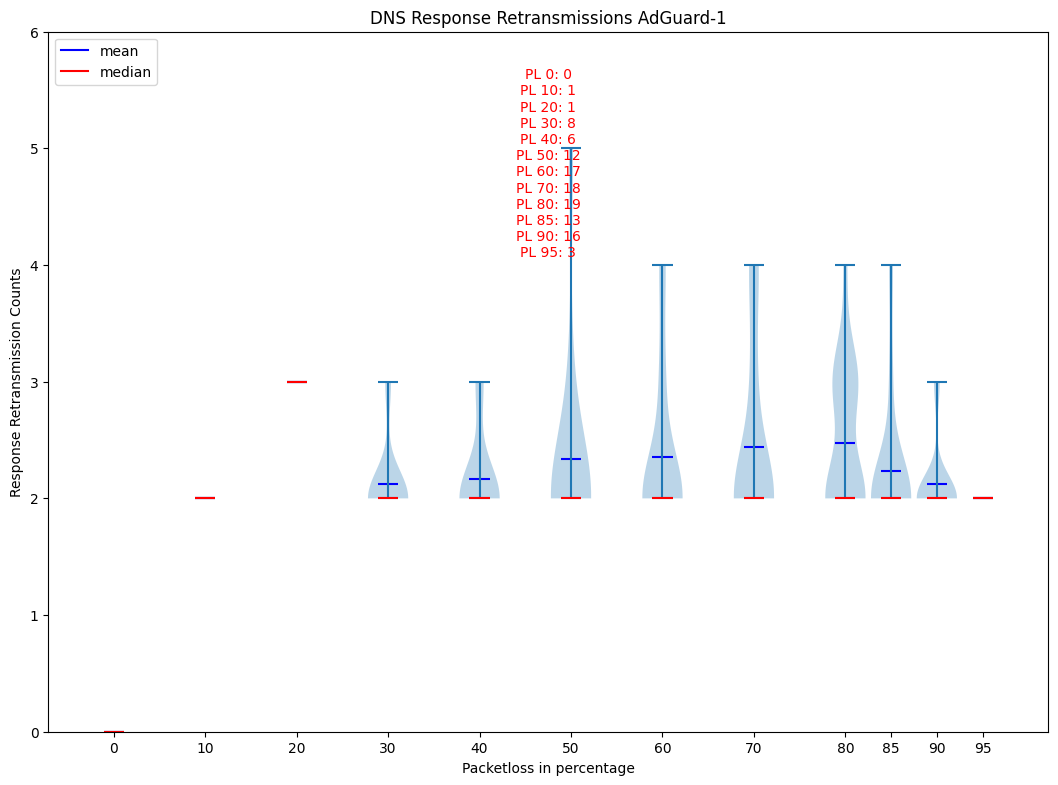 DNS Response Retransmissions AdGuard-1
mean
median
PL 0: 0
PL 10: 1
PL 20: 1
PL 30: 8
PL 40: 6
PL 50: 12
PL 60: 17
PL 70: 18
PL 80: 19
PL 85: 13
PL 90: 16
PL 95: 3
6
5
4
3
2
1
0
Response Retransmission Counts
0 10 20 30 40 50 60 70 80 85 90 95
Packetloss in percentage